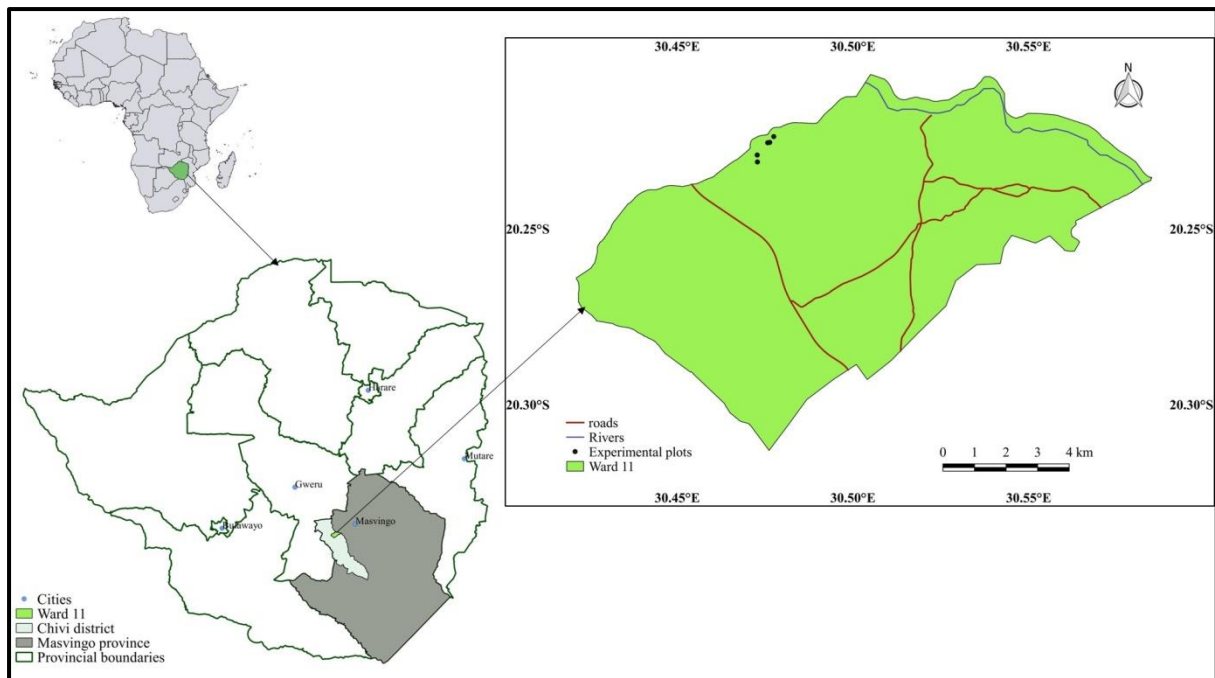 30.45°E 30.50°E 30.55°E
N
20.25°S 20.25°S
20.30°S 20.30°S
roads
Rivers
Experimental plots
Ward 11
0 1 2 3 4 km
30.45°E 30.50°E 30.55°E
Harare
Mutare
Gweru
Masvingo
Bulawayo
Cities
Ward 11
Chivi district
Masvingo province
Provincial boundaries